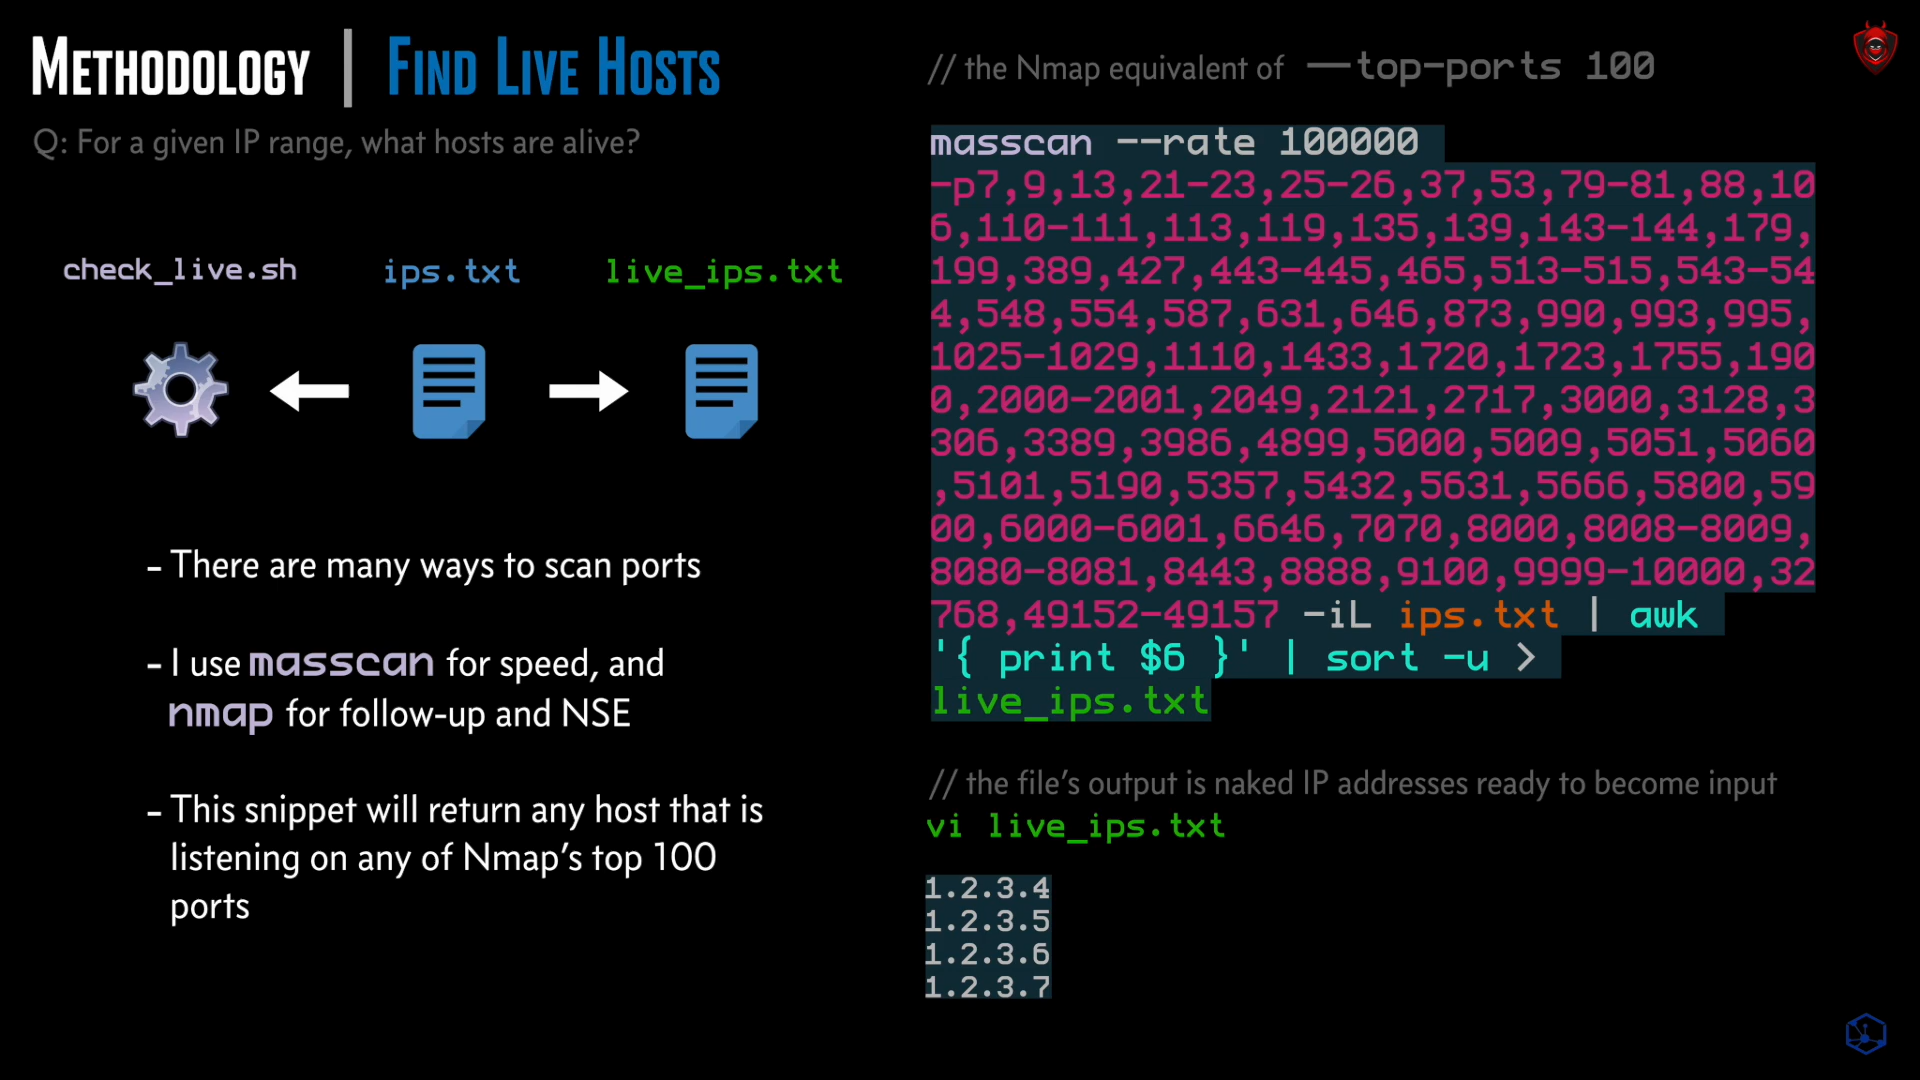 METHODOLOGY | FIND LIVE HOSTS
Q: For a given IP range, what hosts are alive?
check_live.sh
ips.txt
live_ips.txt
- There are many ways to scan ports
- I use masscan for speed, and
nmap for follow-up and NSE
- This snippet will return any host that is
listening on any of Nmap's top 100
ports
// the Nmap equivalent of --top-ports 100
masscan --rate 100000
-p7,9,13,21-23,25-26,37,53,79-81,88,10
6,110-111,113,119,135,139,143-144,179,
199,389,427,443-445,465,513-515,543-54
4,548,554,587,631,646,873,990,993,995,
1025-1029,1110,1433,1720,1723,1755,190
0,2000-2001,2049,2121,2717,3000,3128,3
306,3389,3986,4899,5000,5009,5051,5060
,5101,5190,5357,5432,5631,5666,5800,59
00,6000-6001,6646,7070,8000,8008-8009,
8080-8081,8443,8888,9100,9999-10000,32
768,49152-49157 -iL ips.txt | awk
'{ print $6 }' | sort -u >
live_ips.txt
// the file's output is naked IP addresses ready to become input
vi live_ips.txt
1.2.3.4
1.2.3.5
1.2.3.6
1.2.3.7